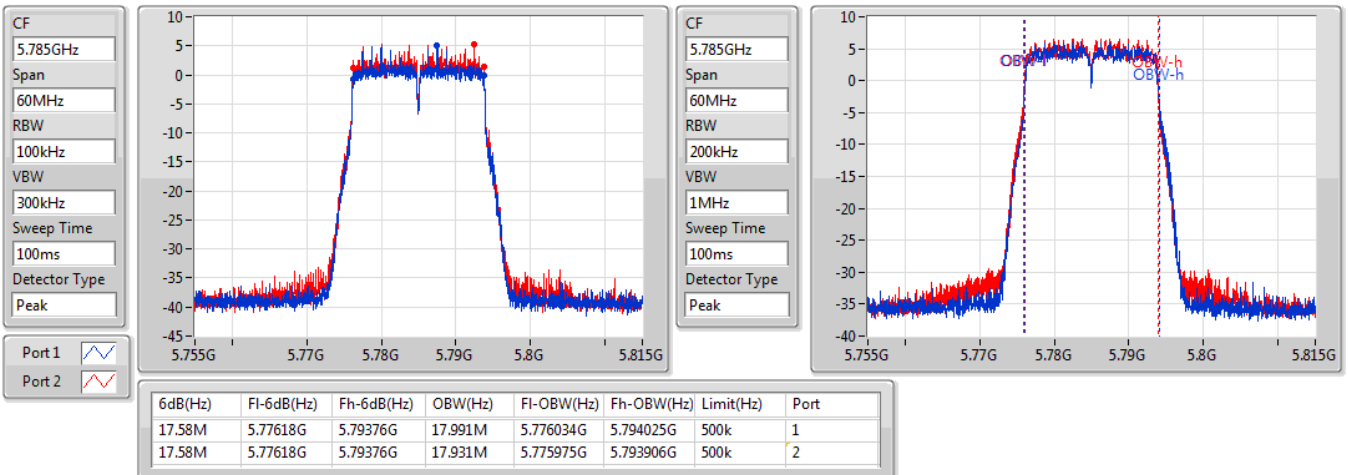 CF
5.785GHz
Span
60MHz
RBW
100kHz
VBW
300kHz
Sweep Time
100ms
Detector Type
Peak
Port 1
Port 2
10
5
0
-5
-10
-15
-20
-25
-30
-35
-40
-45
5.755G 5.77G 5.78G 5.79G 5.8G 5.815G
CF
5.785GHz
Span
60MHz
RBW
200kHz
VBW
1MHz
Sweep Time
100ms
Detector Type
Peak
10
5
0
-5
-10
-15
-20
-25
-30
-35
-40
OBW-h
OBW-h
5.755G 5.77G 5.78G 5.79G 5.8G 5.815G
6dB(Hz) Fl-6dB(Hz) Fh-6dB(Hz) OBW(Hz) Fl-OBW(Hz) Fh-OBW(Hz) Limit(Hz) Port
17.58M 5.77618G 5.79376G 17.991M 5.776034G 5.794025G 500k 1
17.58M 5.77618G 5.79376G 17.931M 5.775975G 5.793906G 500k 2